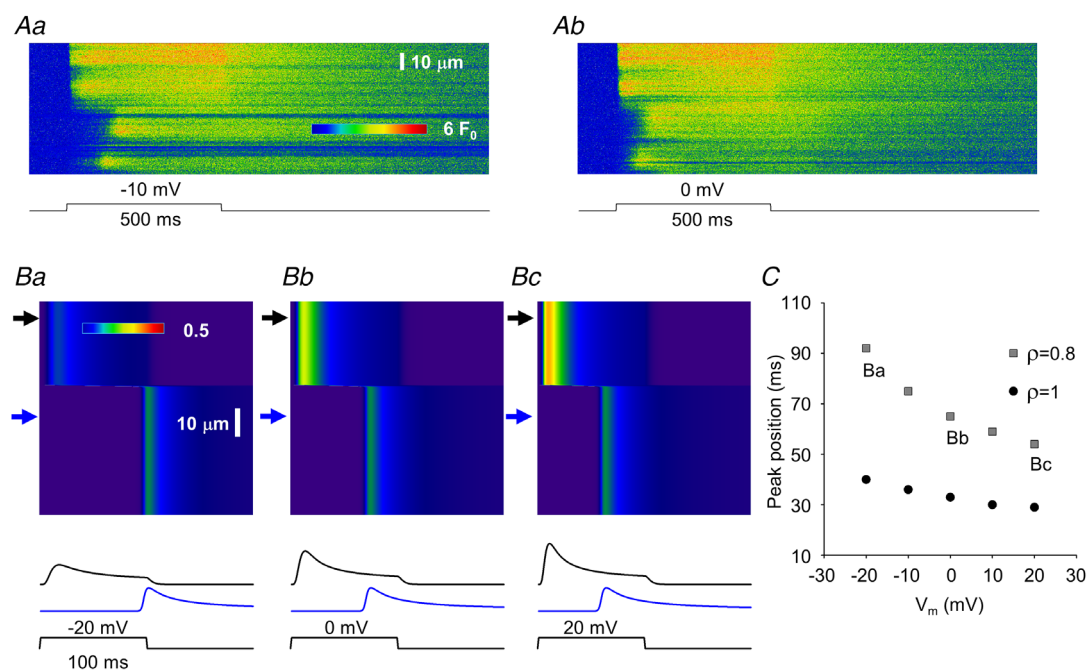 Aa
Ab
10 μm
6 F₀
-10 mV
500 ms
0 mV
500 ms
Ba
Bb
Bc
C
0.5
10 μm
-20 mV
100 ms
0 mV
20 mV
110
90
70
50
30
10
Peak position (ms)
ρ=0.8
ρ=1
Ba
Bb
Bc
-30 -20 -10 0 10 20 30
Vₘ (mV)